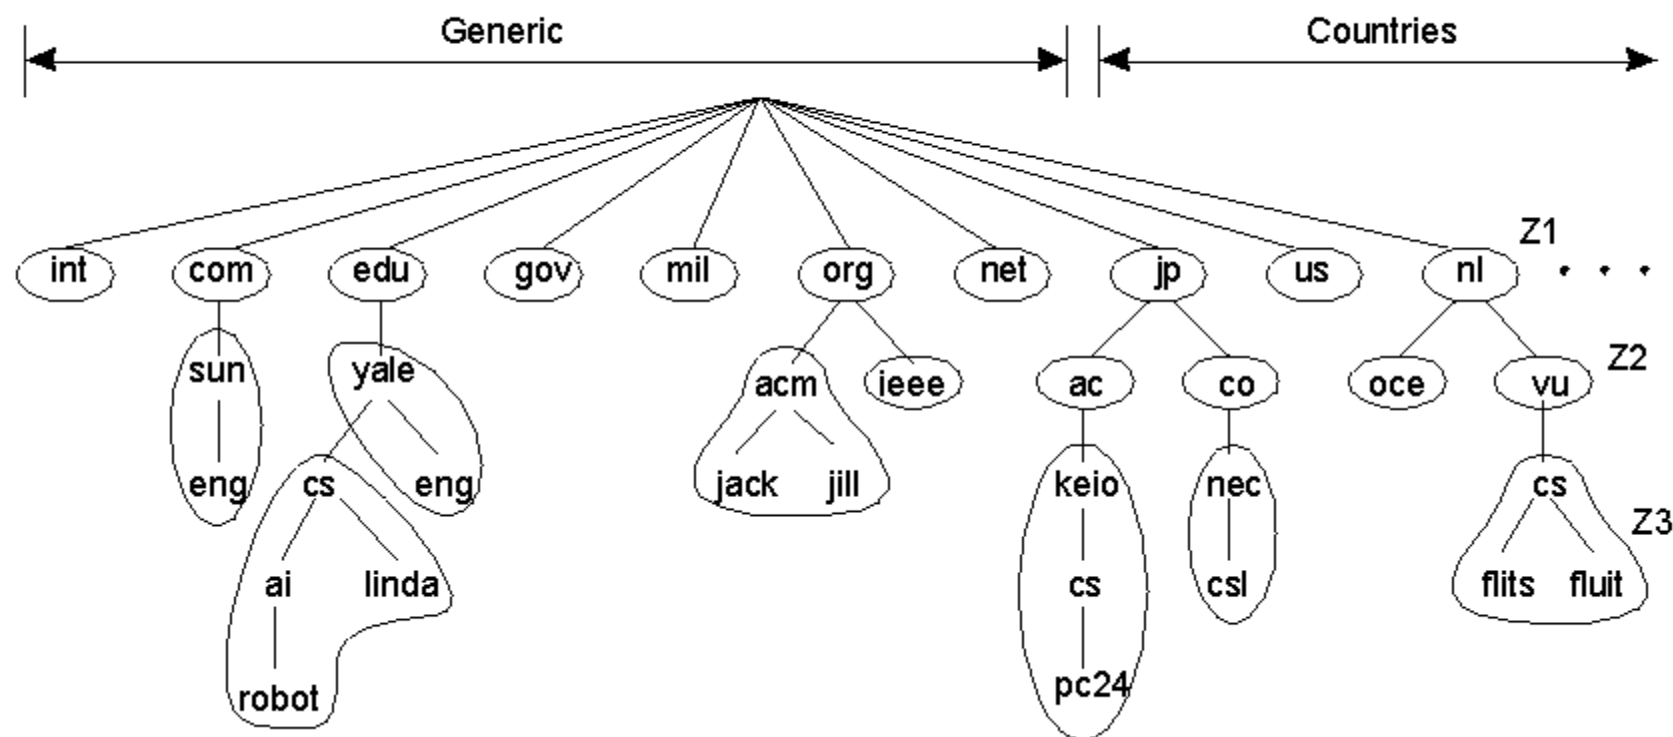 Generic Countries
Z1
int com edu gov mil org net jp us nl . . .
Z2
sun yale acm ieee ac co oce vu
eng cs eng jack jill keio nec cs
Z3
ai linda cs csl flits fluit
robot pc24